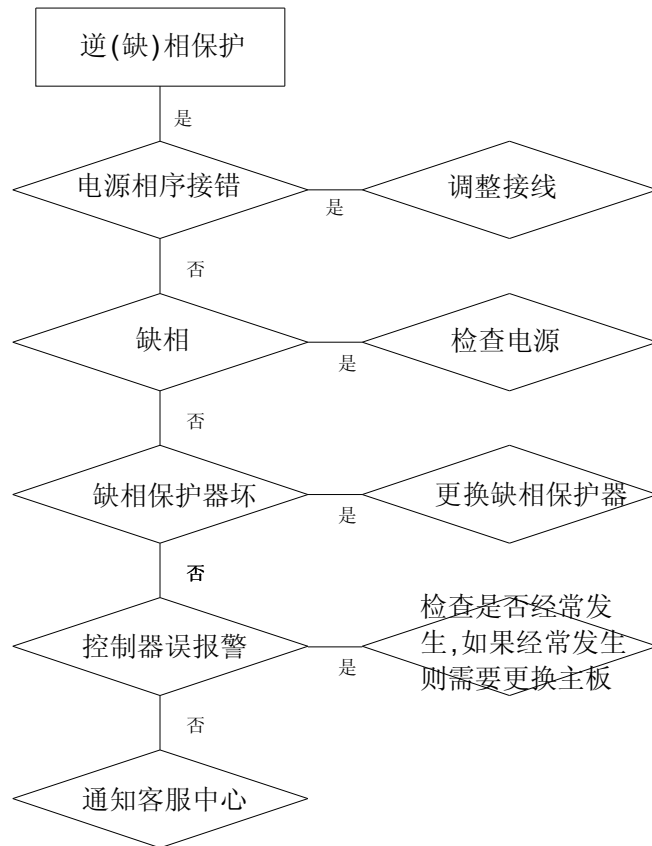 逆(缺)相保护
是
电源相序接错
是
调整接线
否
缺相
是
检查电源
否
缺相保护器坏
是
更换缺相保护器
否
控制器误报警
是
检查是否经常发
生,如果经常发生
则需要更换主板
否
通知客服中心